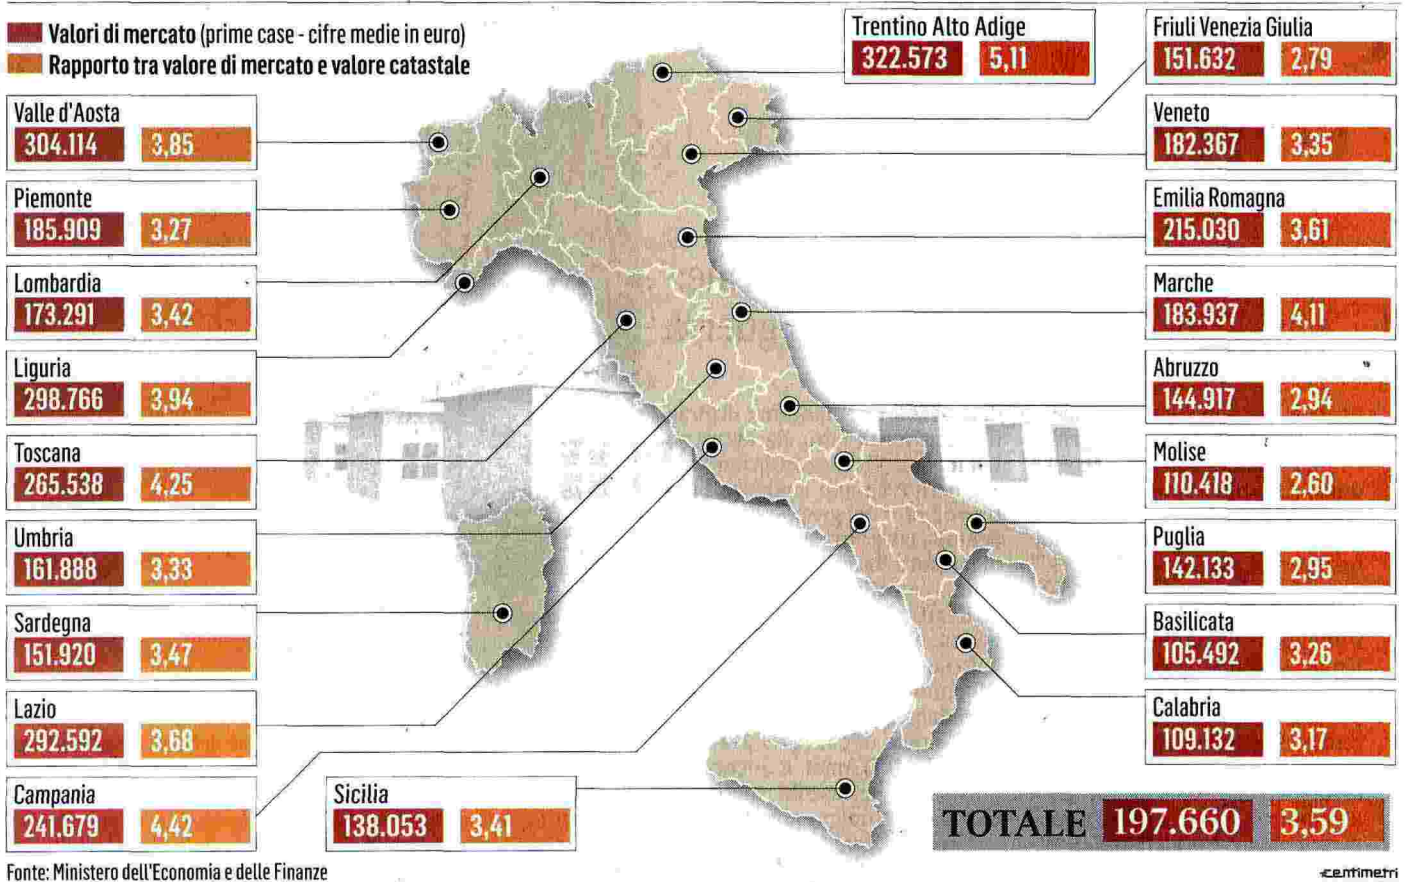 Valori di mercato (prime case - cifre medie in euro)
Rapporto tra valore di mercato e valore catastale
Valle d'Aosta
304.114 3,85
Piemonte
185.909 3,27
Lombardia
173.291 3,42
Liguria
298.766 3,94
Toscana
265.538 4,25
Umbria
161.888 3,33
Sardegna
151.920 3,47
Lazio
292.592 3,68
Campania
241.679 4,42
Sicilia
138.053 3,41
Trentino Alto Adige
322.573 5,11
Friuli Venezia Giulia
151.632 2,79
Veneto
182.367 3,35
Emilia Romagna
215.030 3,61
Marche
183.937 4,11
Abruzzo
144.917 2,94
Molise
110.418 2,60
Puglia
142.133 2,95
Basilicata
105.492 3,26
Calabria
109.132 3,17
TOTALE 197.660 3,59
Fonte: Ministero dell'Economia e delle Finanze
centimetri